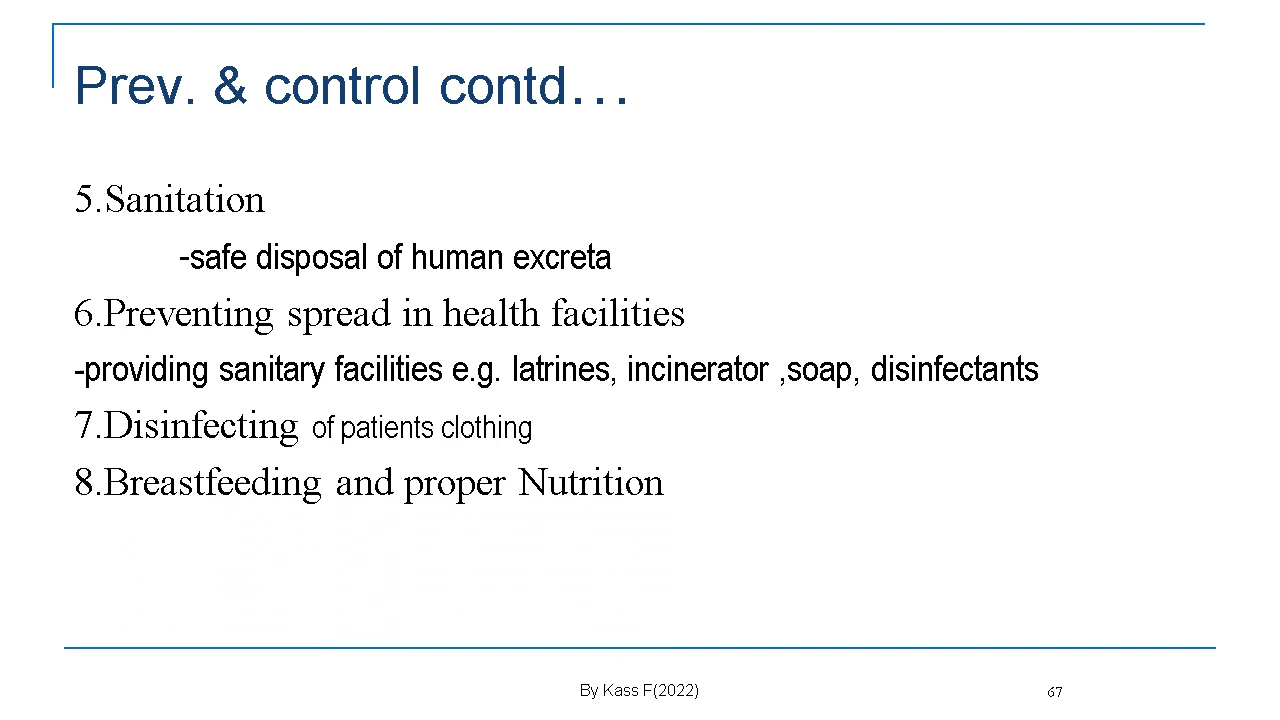 Prev. & control contd…
5.Sanitation
-safe disposal of human excreta
6.Preventing spread in health facilities
-providing sanitary facilities e.g. latrines, incinerator ,soap, disinfectants
7.Disinfecting of patients clothing
8.Breastfeeding and proper Nutrition
By Kass F(2022)
67